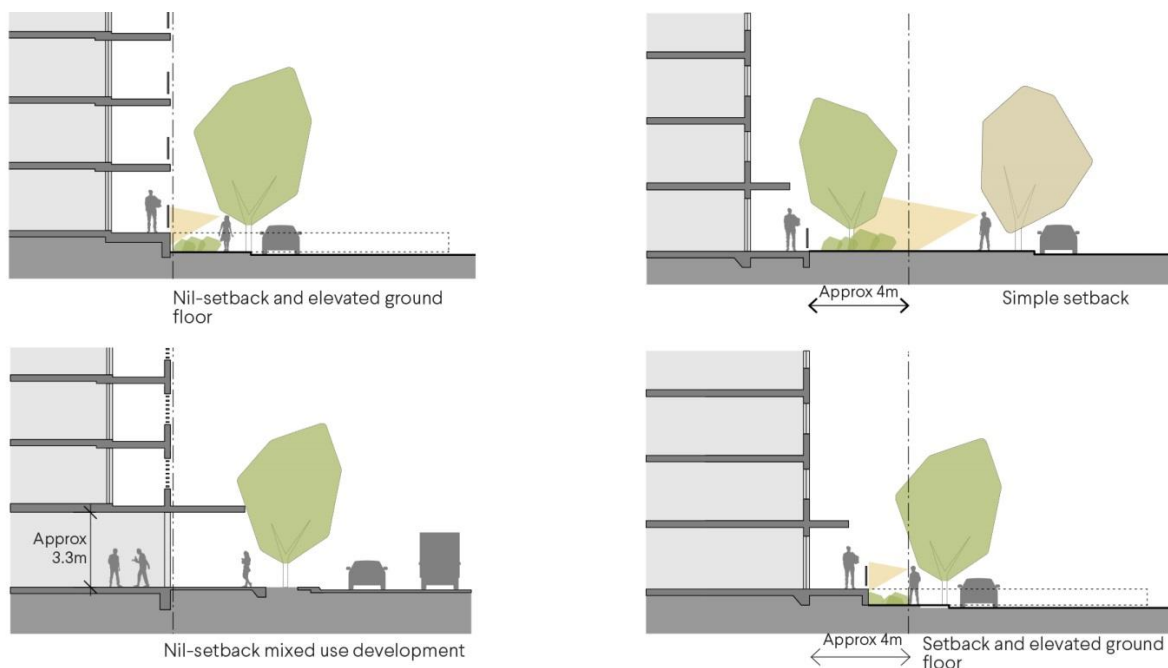 Nil-setback and elevated ground
floor
Approx 4m
Simple setback
Approx
3.3m
Nil-setback mixed use development
Approx 4m
Setback and elevated ground
floor